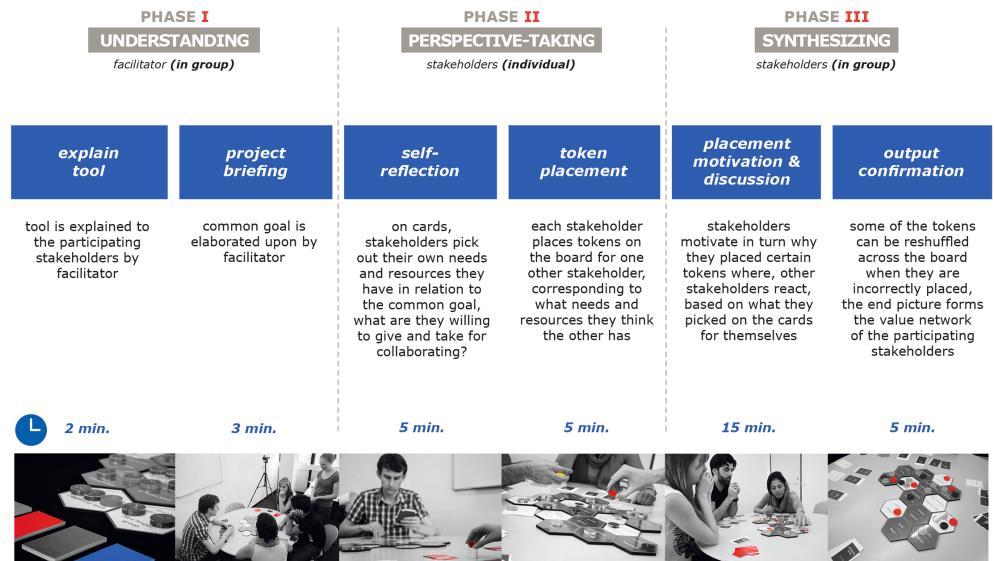 PHASE I
UNDERSTANDING
facilitator (in group)
PHASE II
PERSPECTIVE-TAKING
stakeholders (individual)
PHASE III
SYNTHESIZING
stakeholders (in group)
explain
tool
project
briefing
self-
reflection
token
placement
placement
motivation &
discussion
output
confirmation
tool is explained to
the participating
stakeholders by
facilitator
common goal is
elaborated upon by
facilitator
on cards,
stakeholders pick
out their own needs
and resources they
have in relation to
the common goal,
what are they willing
to give and take for
collaborating?
each stakeholder
places tokens on
the board for one
other stakeholder,
corresponding to
what needs and
resources they think
the other has
stakeholders
motivate in turn why
they placed certain
tokens where, other
stakeholders react,
based on what they
picked on the cards
for themselves
some of the tokens
can be reshuffled
across the board
when they are
incorrectly placed,
the end picture forms
the value network
of the participating
stakeholders
2 min.
3 min.
5 min.
5 min.
15 min.
5 min.